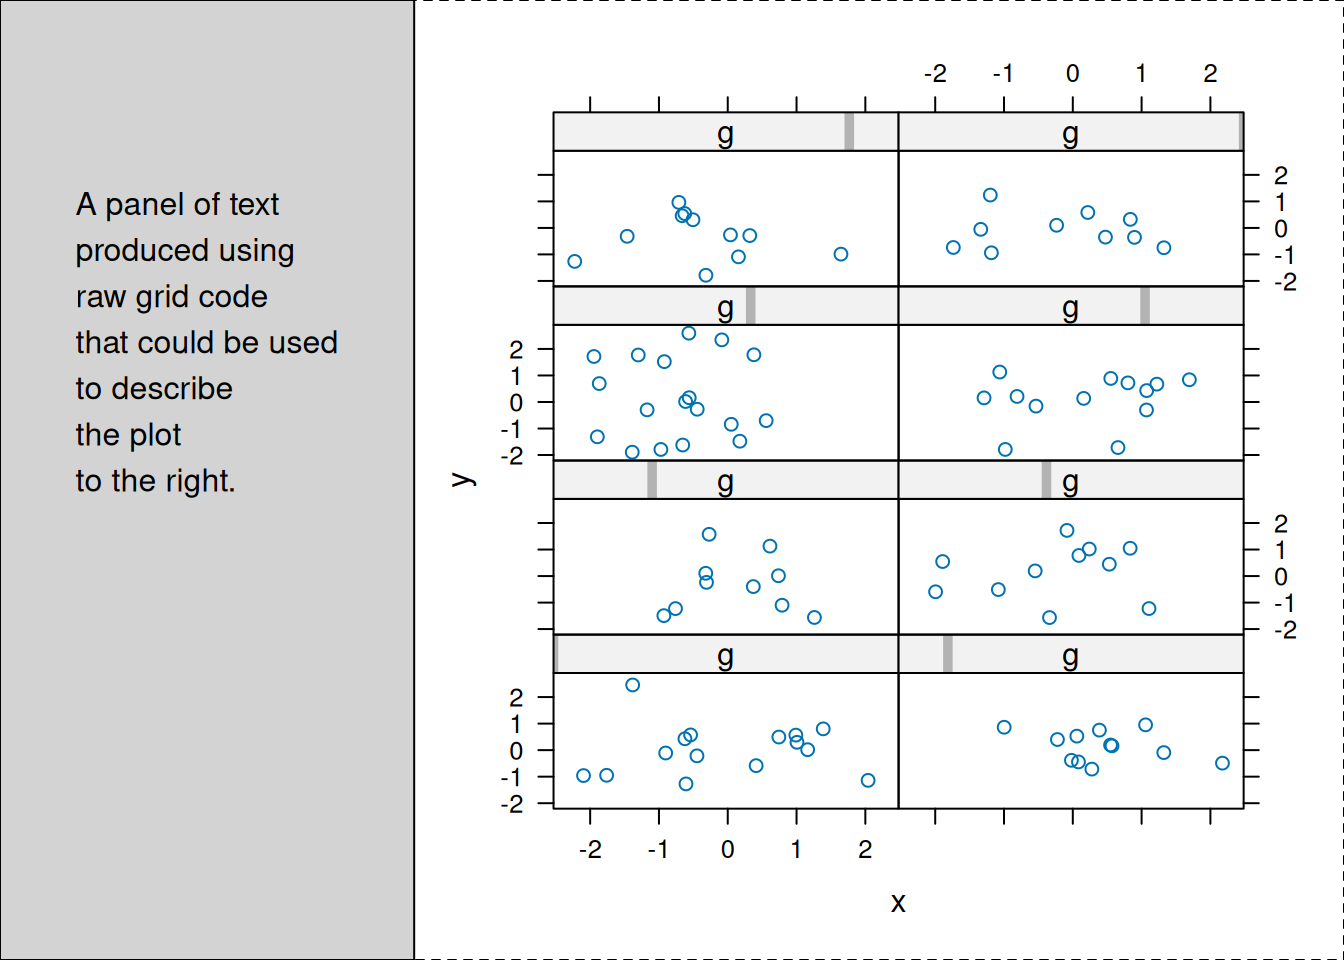 A panel of text
produced using
raw grid code
that could be used
to describe
the plot
to the right.
-2 -1 0 1 2
g g
2
1
0
-1
-2
g g
2
1
0
-1
-2
y
g g
2
1
0
-1
-2
g g
2
1
0
-1
-2
-2 -1 0 1 2
x